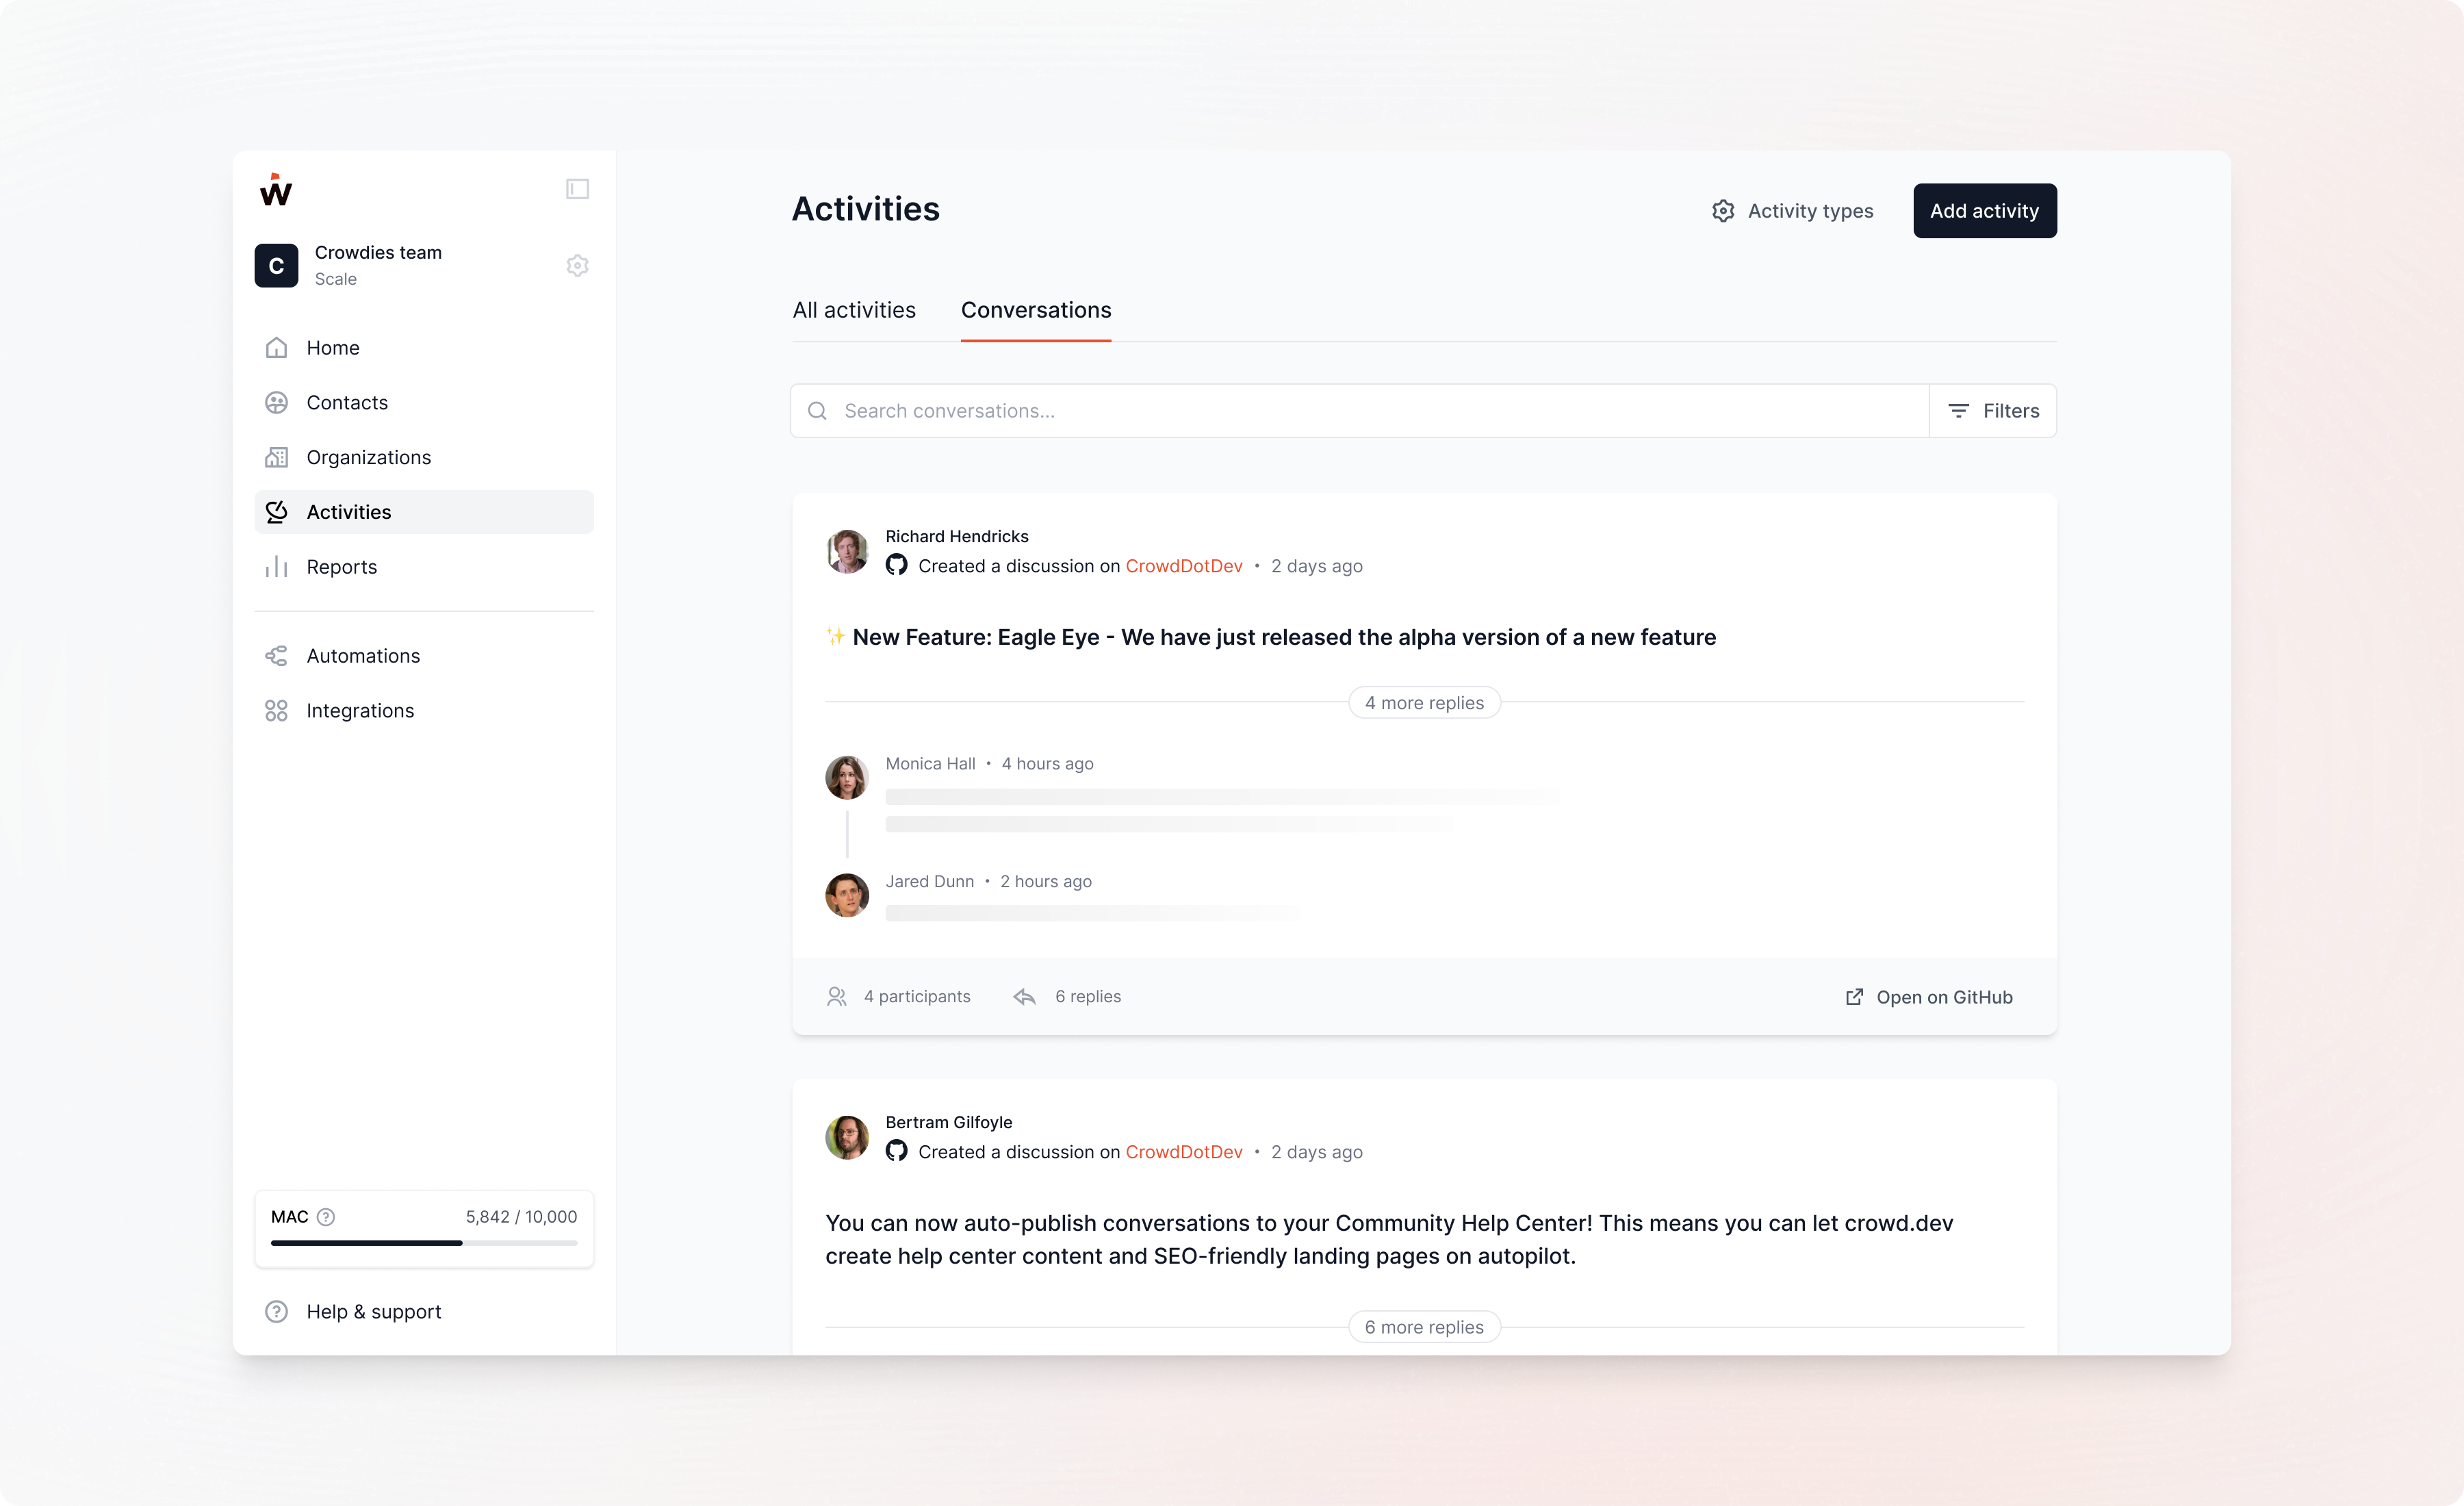 Crowdies team
C
Scale
Home
Contacts
Organizations
Activities
Reports
Automations
Integrations
MAC ? 5,842 / 10,000
? Help & support
Activities
Activity types
Add activity
All activities Conversations
Search conversations...
Filters
Richard Hendricks
Created a discussion on CrowdDotDev • 2 days ago
✨ New Feature: Eagle Eye - We have just released the alpha version of a new feature
4 more replies
Monica Hall • 4 hours ago
Jared Dunn • 2 hours ago
4 participants 6 replies Open on GitHub
Bertram Gilfoyle
Created a discussion on CrowdDotDev • 2 days ago
You can now auto-publish conversations to your Community Help Center! This means you can let crowd.dev
create help center content and SEO-friendly landing pages on autopilot.
6 more replies